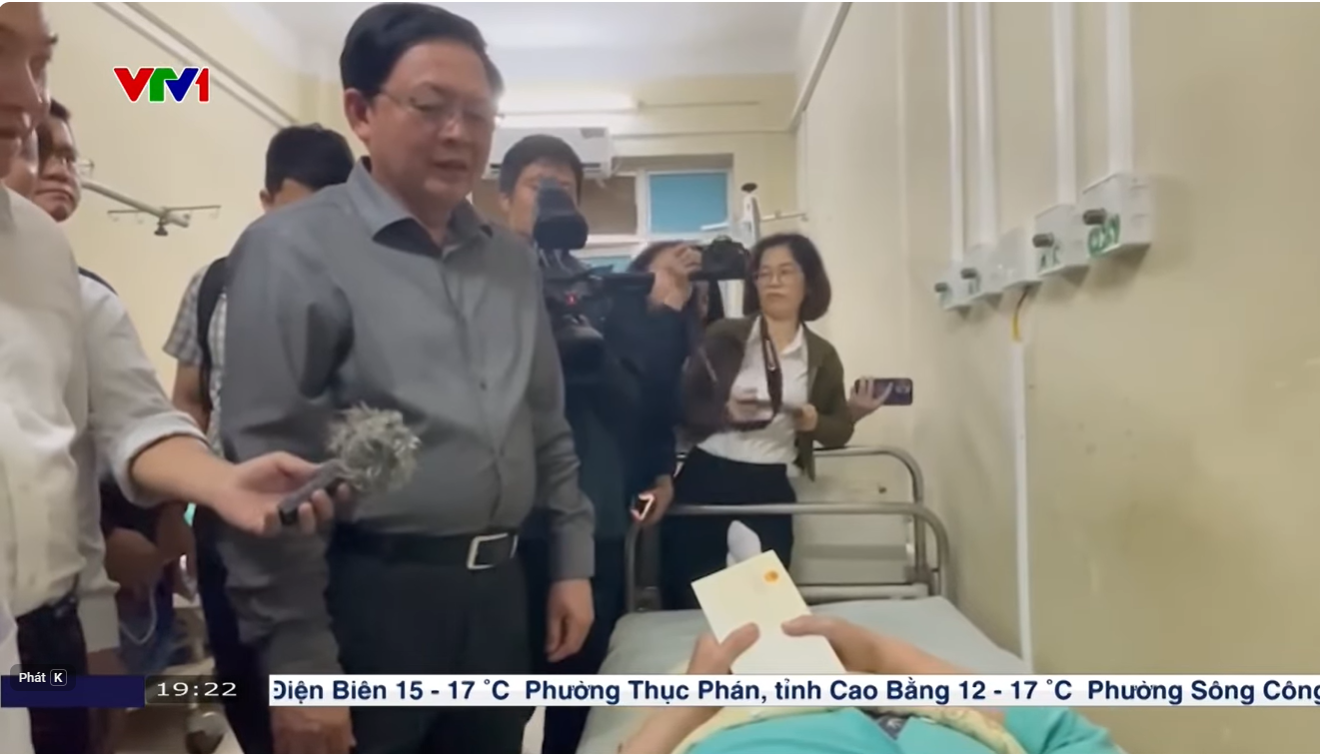 VTV1
Phát K
19:22
Điện Biên 15 - 17 °C Phường Thục Phán, tỉnh Cao Bằng 12 - 17 °C Phường Sông Công